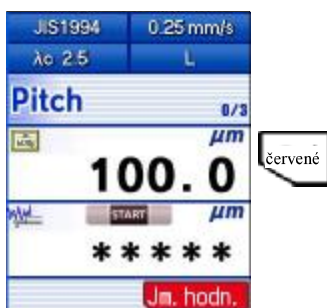 JIS1994 0.25 mm/s
λc 2.5 L
Pitch 0/3
µm
100.0
START µm
*****
Jm. hodn.
červené